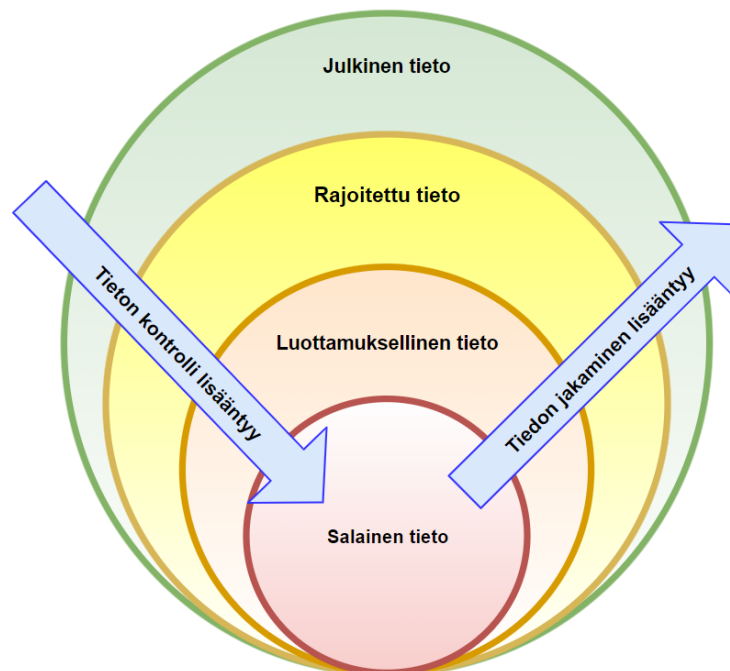 Julkinen tieto
Rajoitettu tieto
Luottamuksellinen tieto
Tieton kontrolli lisääntyy
Tiedon jakaminen lisääntyy
Salainen tieto